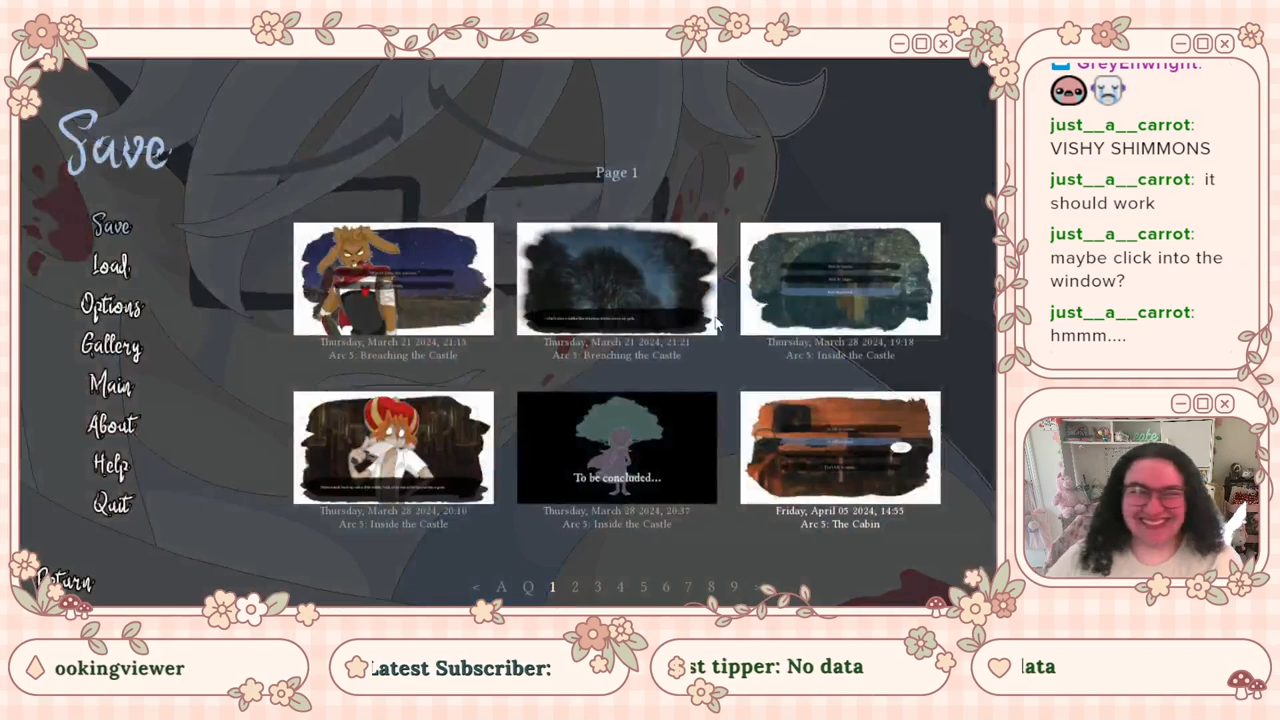 Save
Page 1
Save
Load
Options
Gallery
Main
About
Help
Quit
Return
Thursday, March 21 2024, 21:15
Arc 5: Breaching the Castle
Thursday, March 21 2024, 21:21
Arc 5: Breaching the Castle
Thursday, March 28 2024, 19:18
Arc 5: Inside the Castle
To be concluded...
Thursday, March 28 2024, 20:10
Arc 5: Inside the Castle
Thursday, March 28 2024, 20:37
Arc 5: Inside the Castle
Friday, April 05 2024, 14:55
Arc 5: The Cabin
< A Q 1 2 3 4 5 6 7 8 9 >
GreyEllwright:
just__a__carrot:
VISHY SHIMMONS
just__a__carrot: it
should work
just__a__carrot:
maybe click into the
window?
just__a__carrot:
hmmm....
create
ookingviewer
Latest Subscriber:
st tipper: No data
data